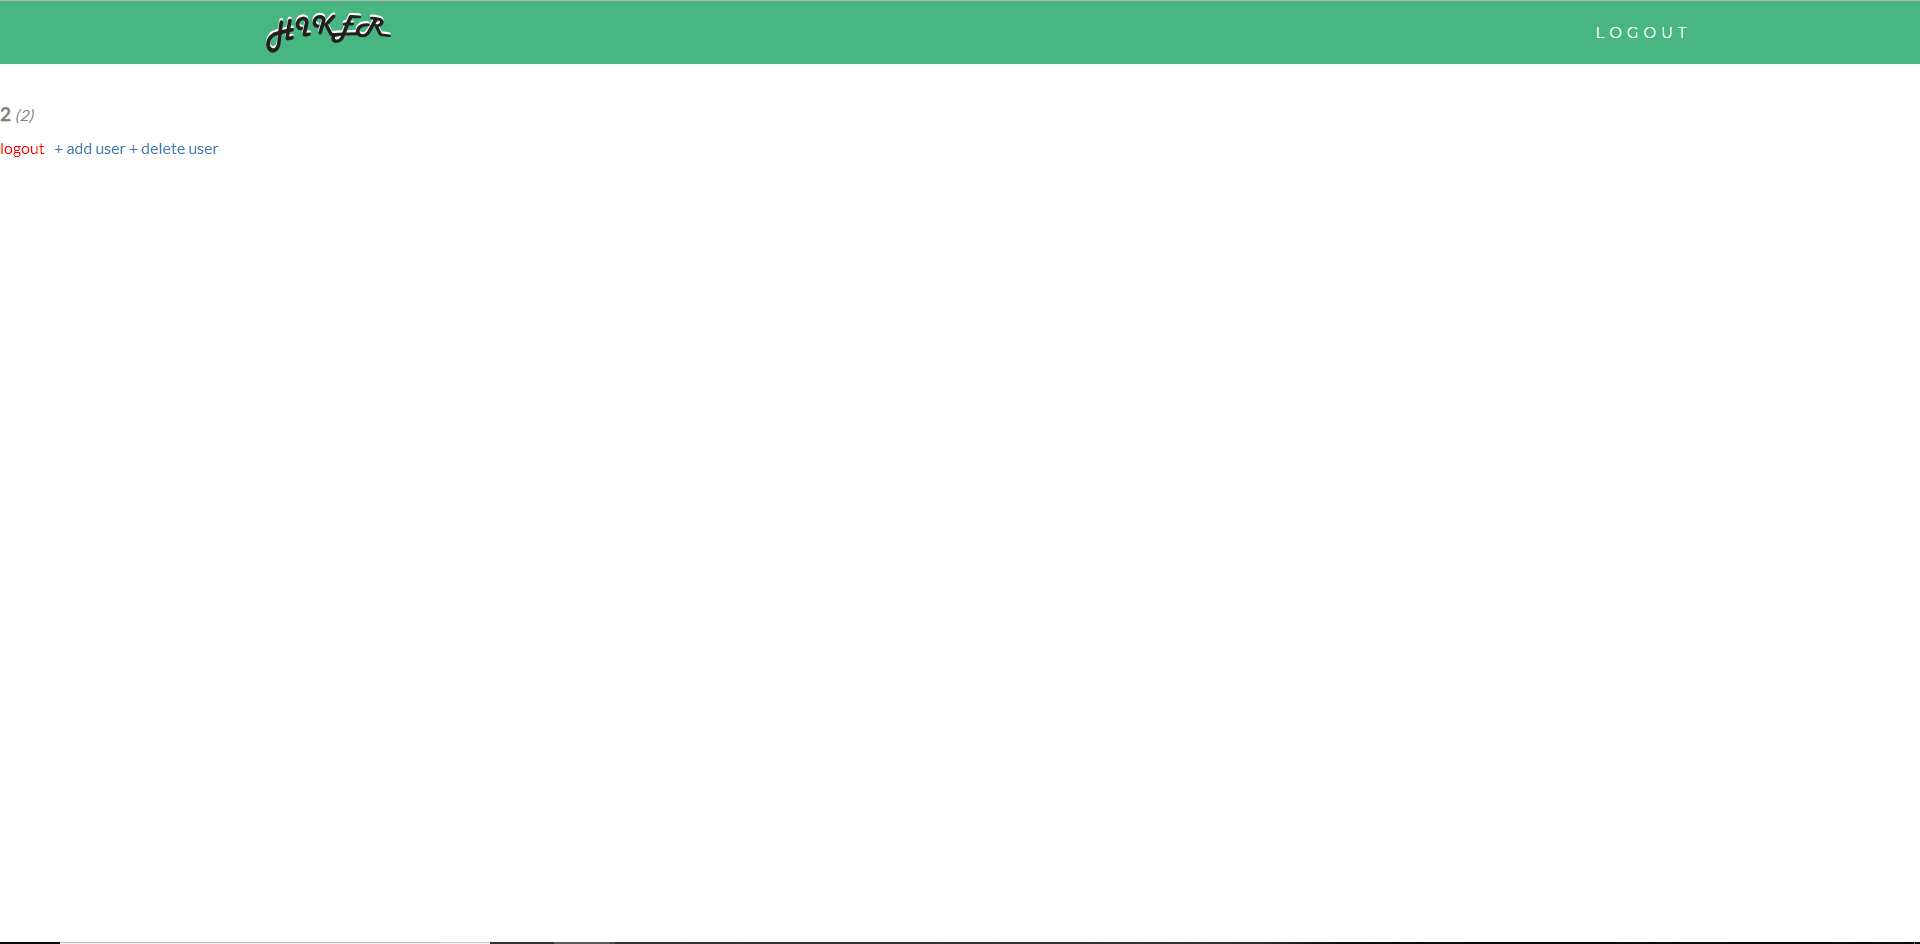 HIKER
LOGOUT
2 (2)
logout + add user + delete user